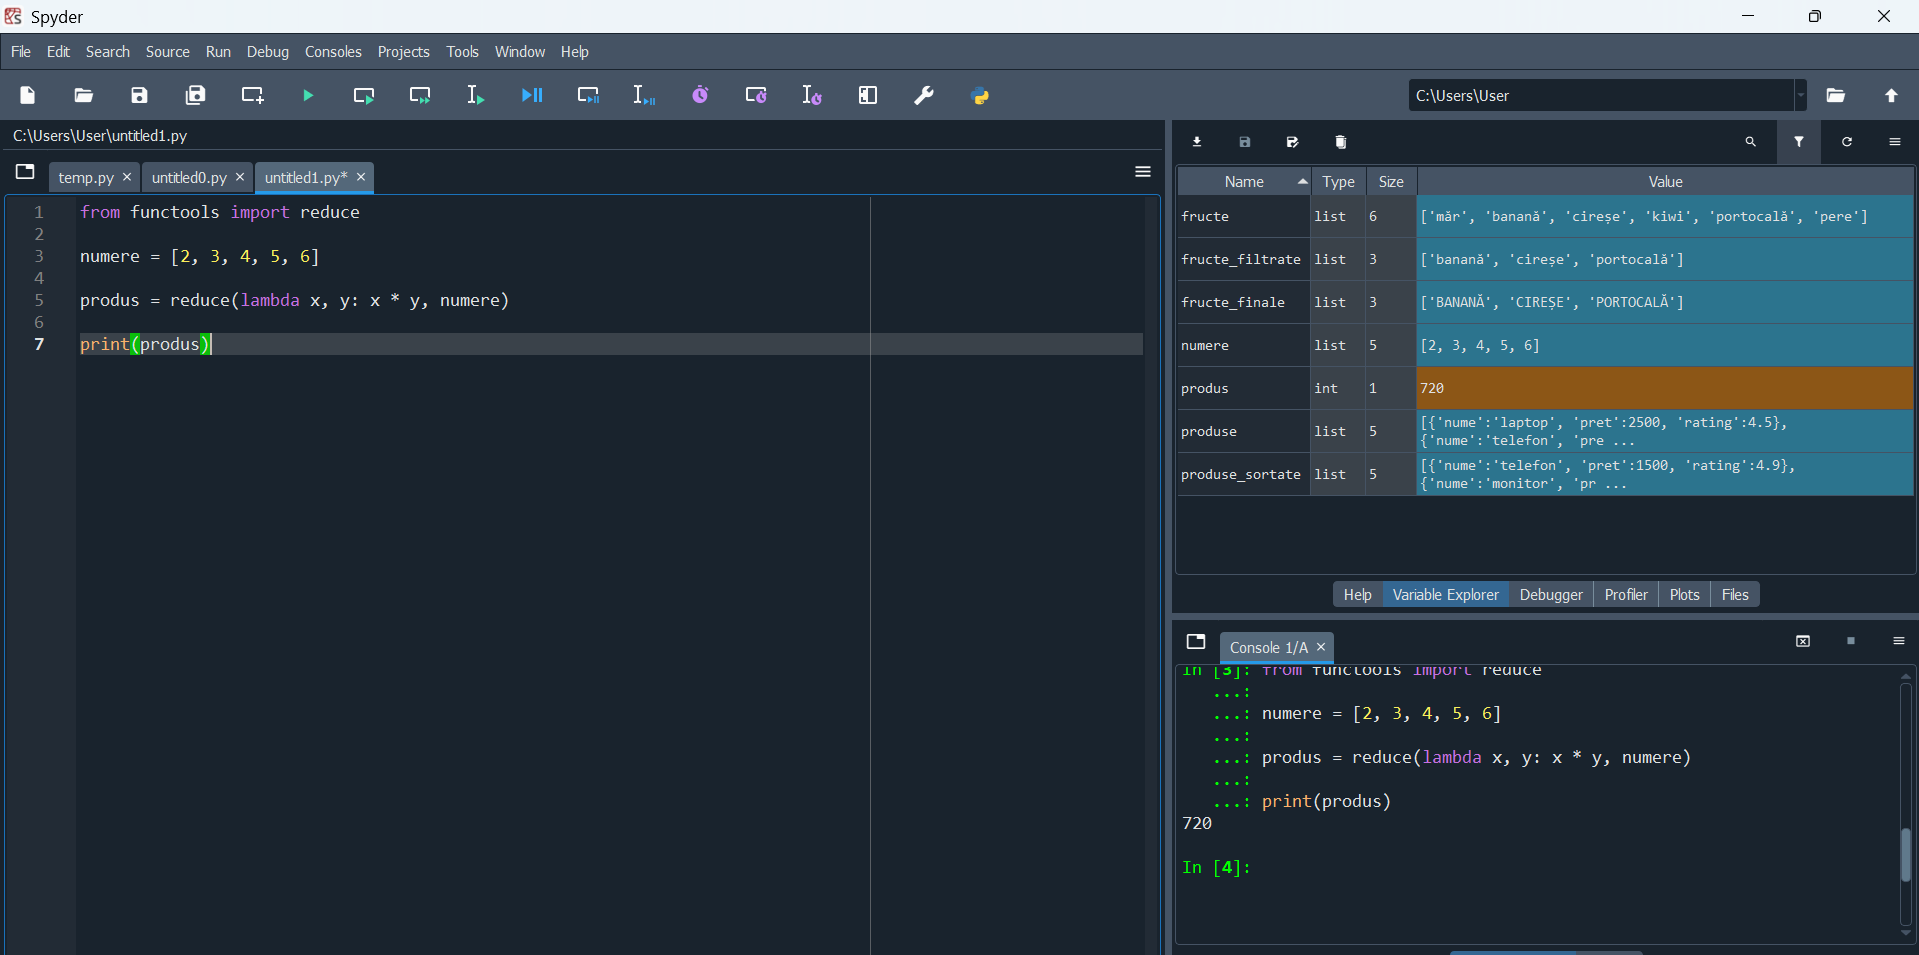 Spyder
File Edit Search Source Run Debug Consoles Projects Tools Window Help
C:\Users\User
C:\Users\User\untitled1.py
temp.py untitled0.py untitled1.py*
1 from functools import reduce
2
3 numere = [2, 3, 4, 5, 6]
4
5 produs = reduce(lambda x, y: x * y, numere)
6
7 print(produs)
Name Type Size Value
fructe list 6 ['măr', 'banană', 'cireșe', 'kiwi', 'portocală', 'pere']
fructe_filtrate list 3 ['banană', 'cireșe', 'portocală']
fructe_finale list 3 ['BANANĂ', 'CIREȘE', 'PORTOCALĂ']
numere list 5 [2, 3, 4, 5, 6]
produs int 1 720
produse list 5 [{'nume':'laptop', 'pret':2500, 'rating':4.5},
{'nume':'telefon', 'pre ...
produse_sortate list 5 [{'nume':'telefon', 'pret':1500, 'rating':4.9},
{'nume':'monitor', 'pr ...
Help Variable Explorer Debugger Profiler Plots Files
Console 1/A
In [3]: from functools import reduce
...:
...: numere = [2, 3, 4, 5, 6]
...:
...: produs = reduce(lambda x, y: x * y, numere)
...:
...: print(produs)
720
In [4]: